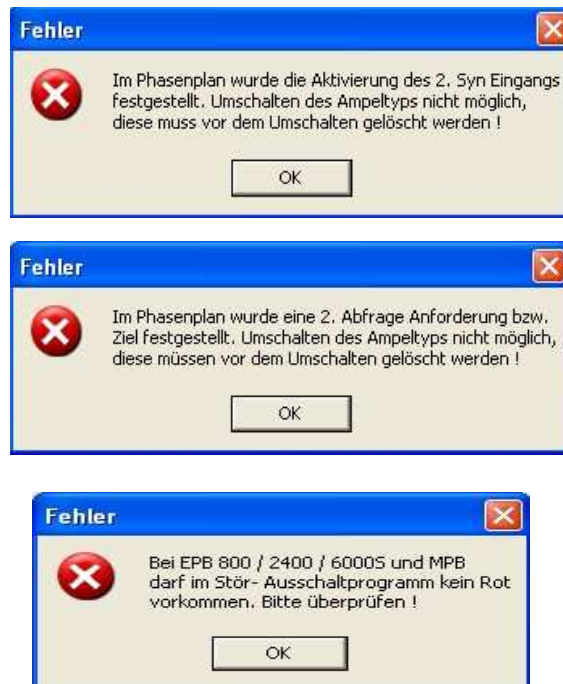 Fehler
Im Phasenplan wurde die Aktivierung des 2. Syn Eingangs
festgestellt. Umschalten des Ampeltyps nicht möglich,
diese muss vor dem Umschalten gelöscht werden !
OK
Fehler
Im Phasenplan wurde eine 2. Abfrage Anforderung bzw.
Ziel festgestellt. Umschalten des Ampeltyps nicht möglich,
diese müssen vor dem Umschalten gelöscht werden !
OK
Fehler
Bei EPB 800 / 2400 / 6000S und MPB
darf im Stör- Ausschaltprogramm kein Rot
vorkommen. Bitte überprüfen !
OK